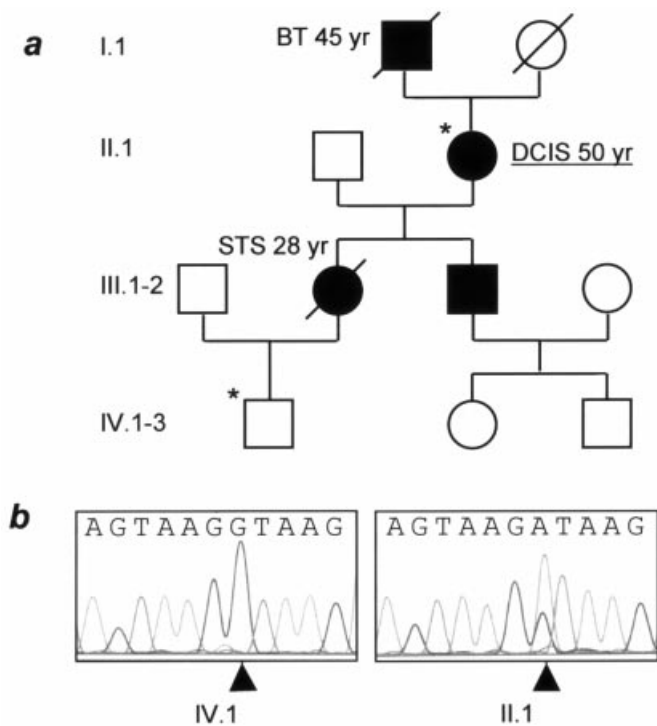 a
BT 45 yr
I.1
*
II.1
DCIS 50 yr
STS 28 yr
III.1-2
*
IV.1-3
b
AGTAAGGTAAG
AGTAAGATAAG
IV.1
II.1